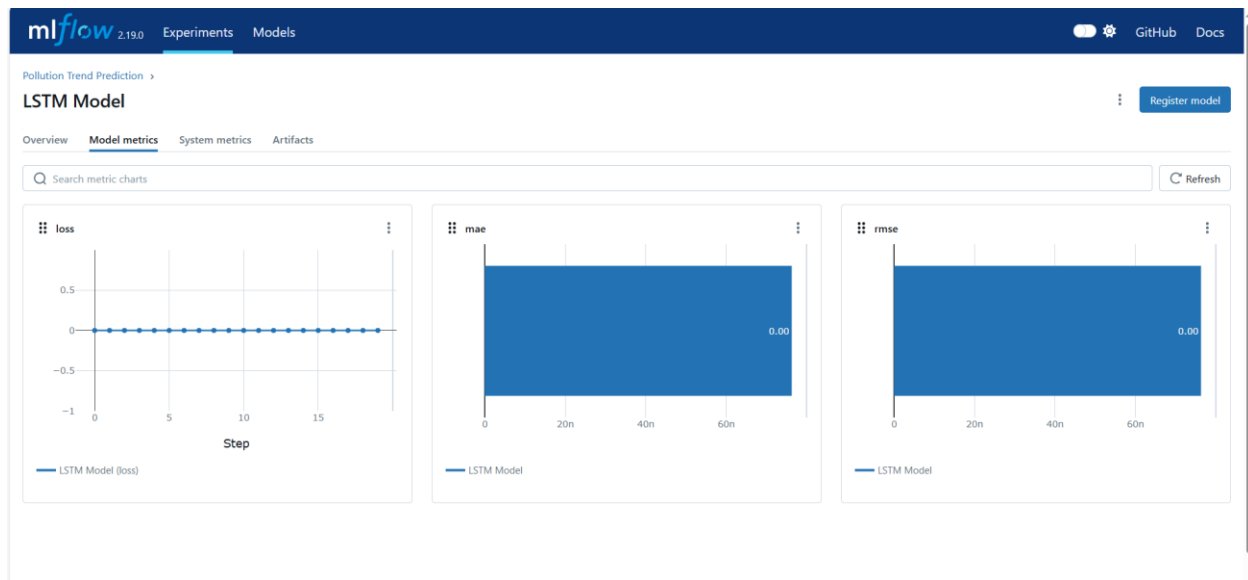 mlflow 2.19.0 Experiments Models GitHub Docs
Pollution Trend Prediction ›
LSTM Model
Register model
Overview Model metrics System metrics Artifacts
Search metric charts
Refresh
loss
0.5
0
−0.5
−1
0 5 10 15
Step
LSTM Model (loss)
mae
0.00
0 20n 40n 60n
LSTM Model
rmse
0.00
0 20n 40n 60n
LSTM Model